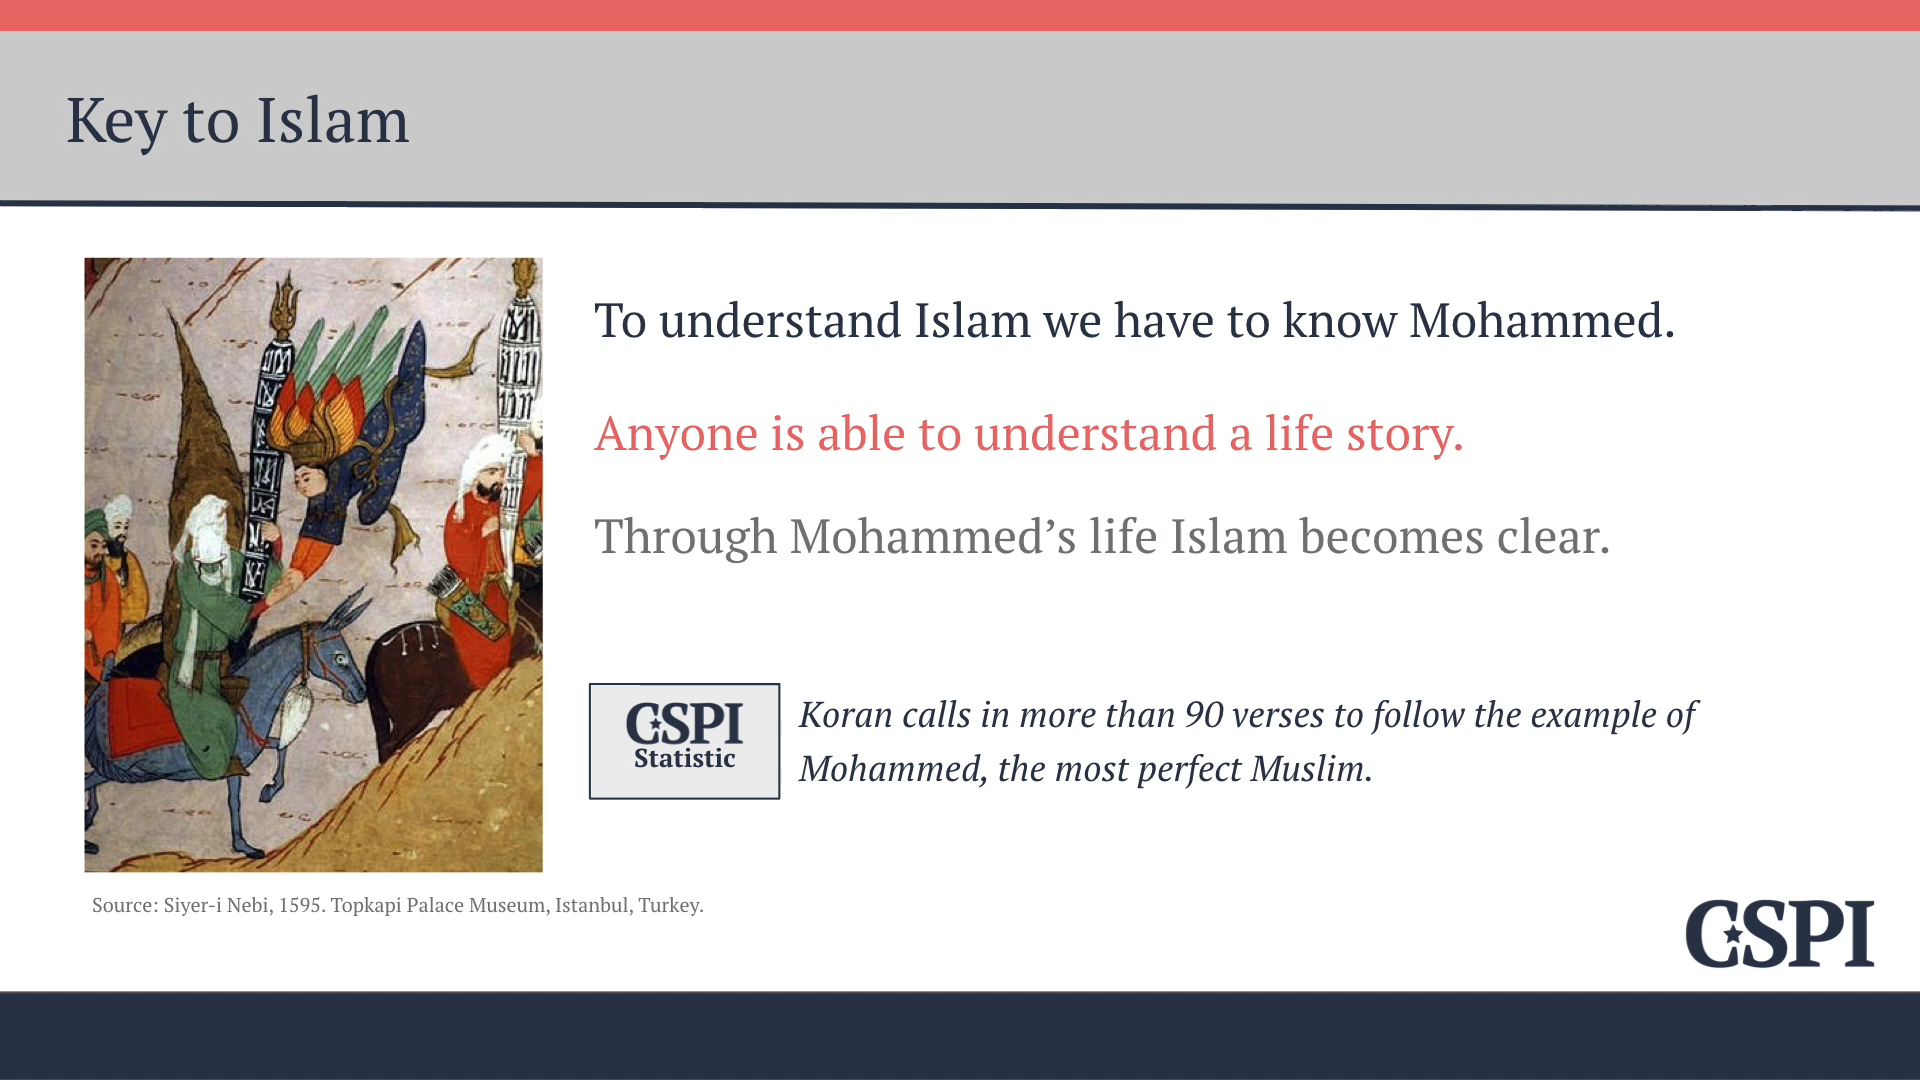 Key to Islam
To understand Islam we have to know Mohammed.
Anyone is able to understand a life story.
Through Mohammed’s life Islam becomes clear.
CSPI
Statistic
Koran calls in more than 90 verses to follow the example of
Mohammed, the most perfect Muslim.
Source: Siyer-i Nebi, 1595. Topkapi Palace Museum, Istanbul, Turkey.
CSPI